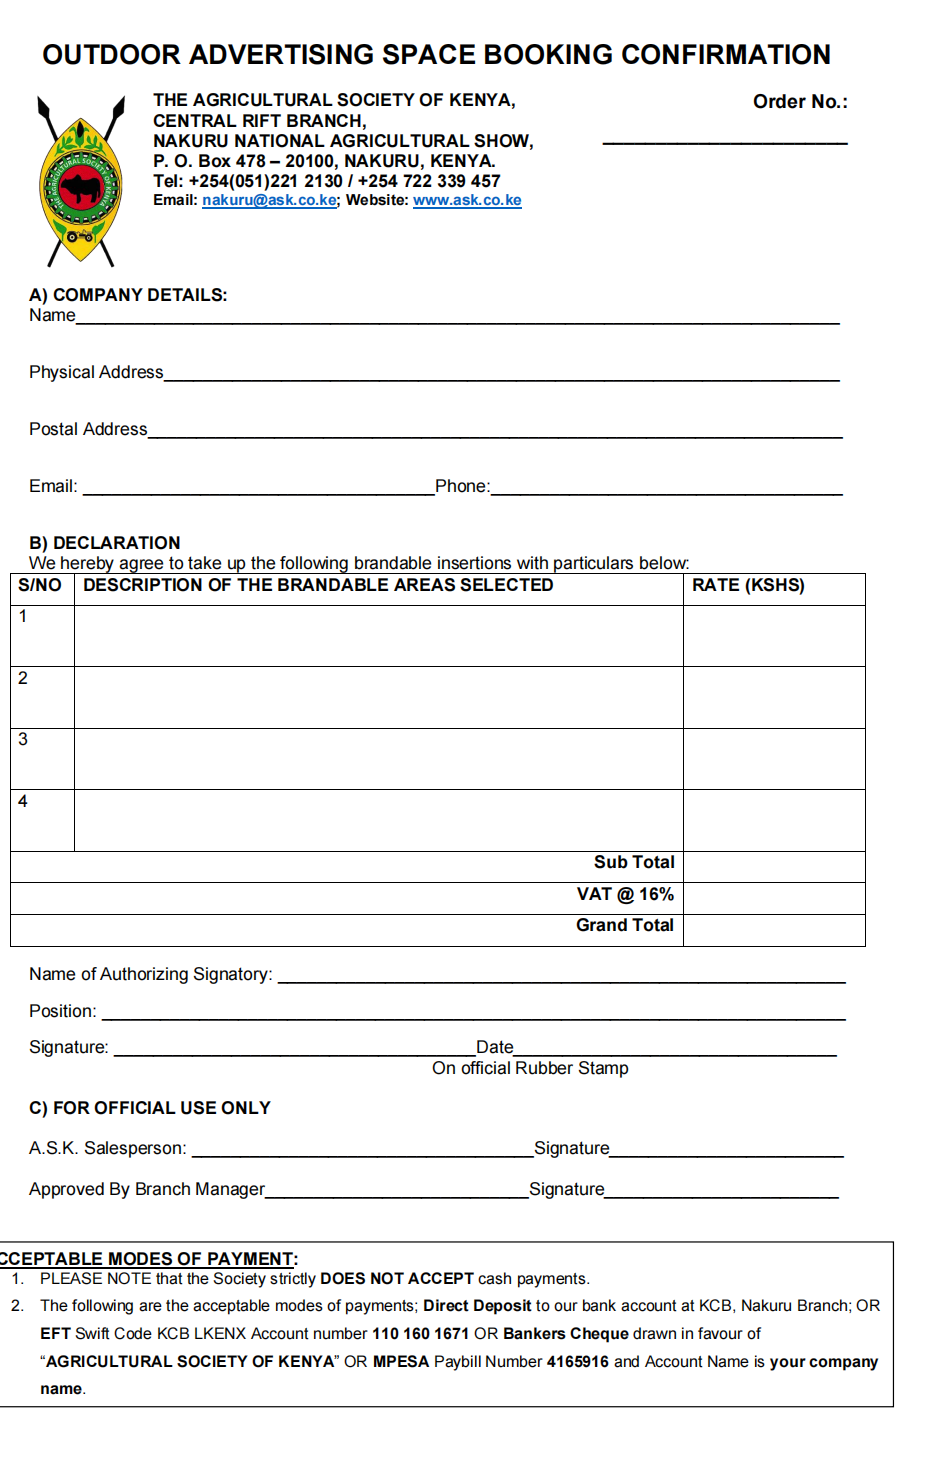 OUTDOOR ADVERTISING SPACE BOOKING CONFIRMATION
THE AGRICULTURAL SOCIETY OF KENYA,
CENTRAL RIFT BRANCH,
NAKURU NATIONAL AGRICULTURAL SHOW,
P. O. Box 478 – 20100, NAKURU, KENYA.
Tel: +254(051)221 2130 / +254 722 339 457
Email: nakuru@ask.co.ke; Website: www.ask.co.ke
Order No.:
THE AGRICULTURAL SOCIETY OF KENYA
A) COMPANY DETAILS:
Name
Physical Address
Postal Address
Email: Phone:
B) DECLARATION
We hereby agree to take up the following brandable insertions with particulars below:
S/NO DESCRIPTION OF THE BRANDABLE AREAS SELECTED RATE (KSHS)
1
2
3
4
Sub Total
VAT @ 16%
Grand Total
Name of Authorizing Signatory:
Position:
Signature: Date
On official Rubber Stamp
C) FOR OFFICIAL USE ONLY
A.S.K. Salesperson: Signature
Approved By Branch Manager Signature
CCEPTABLE MODES OF PAYMENT:
1. PLEASE NOTE that the Society strictly DOES NOT ACCEPT cash payments.
2. The following are the acceptable modes of payments; Direct Deposit to our bank account at KCB, Nakuru Branch; OR
EFT Swift Code KCB LKENX Account number 110 160 1671 OR Bankers Cheque drawn in favour of
“AGRICULTURAL SOCIETY OF KENYA” OR MPESA Paybill Number 4165916 and Account Name is your company
name.